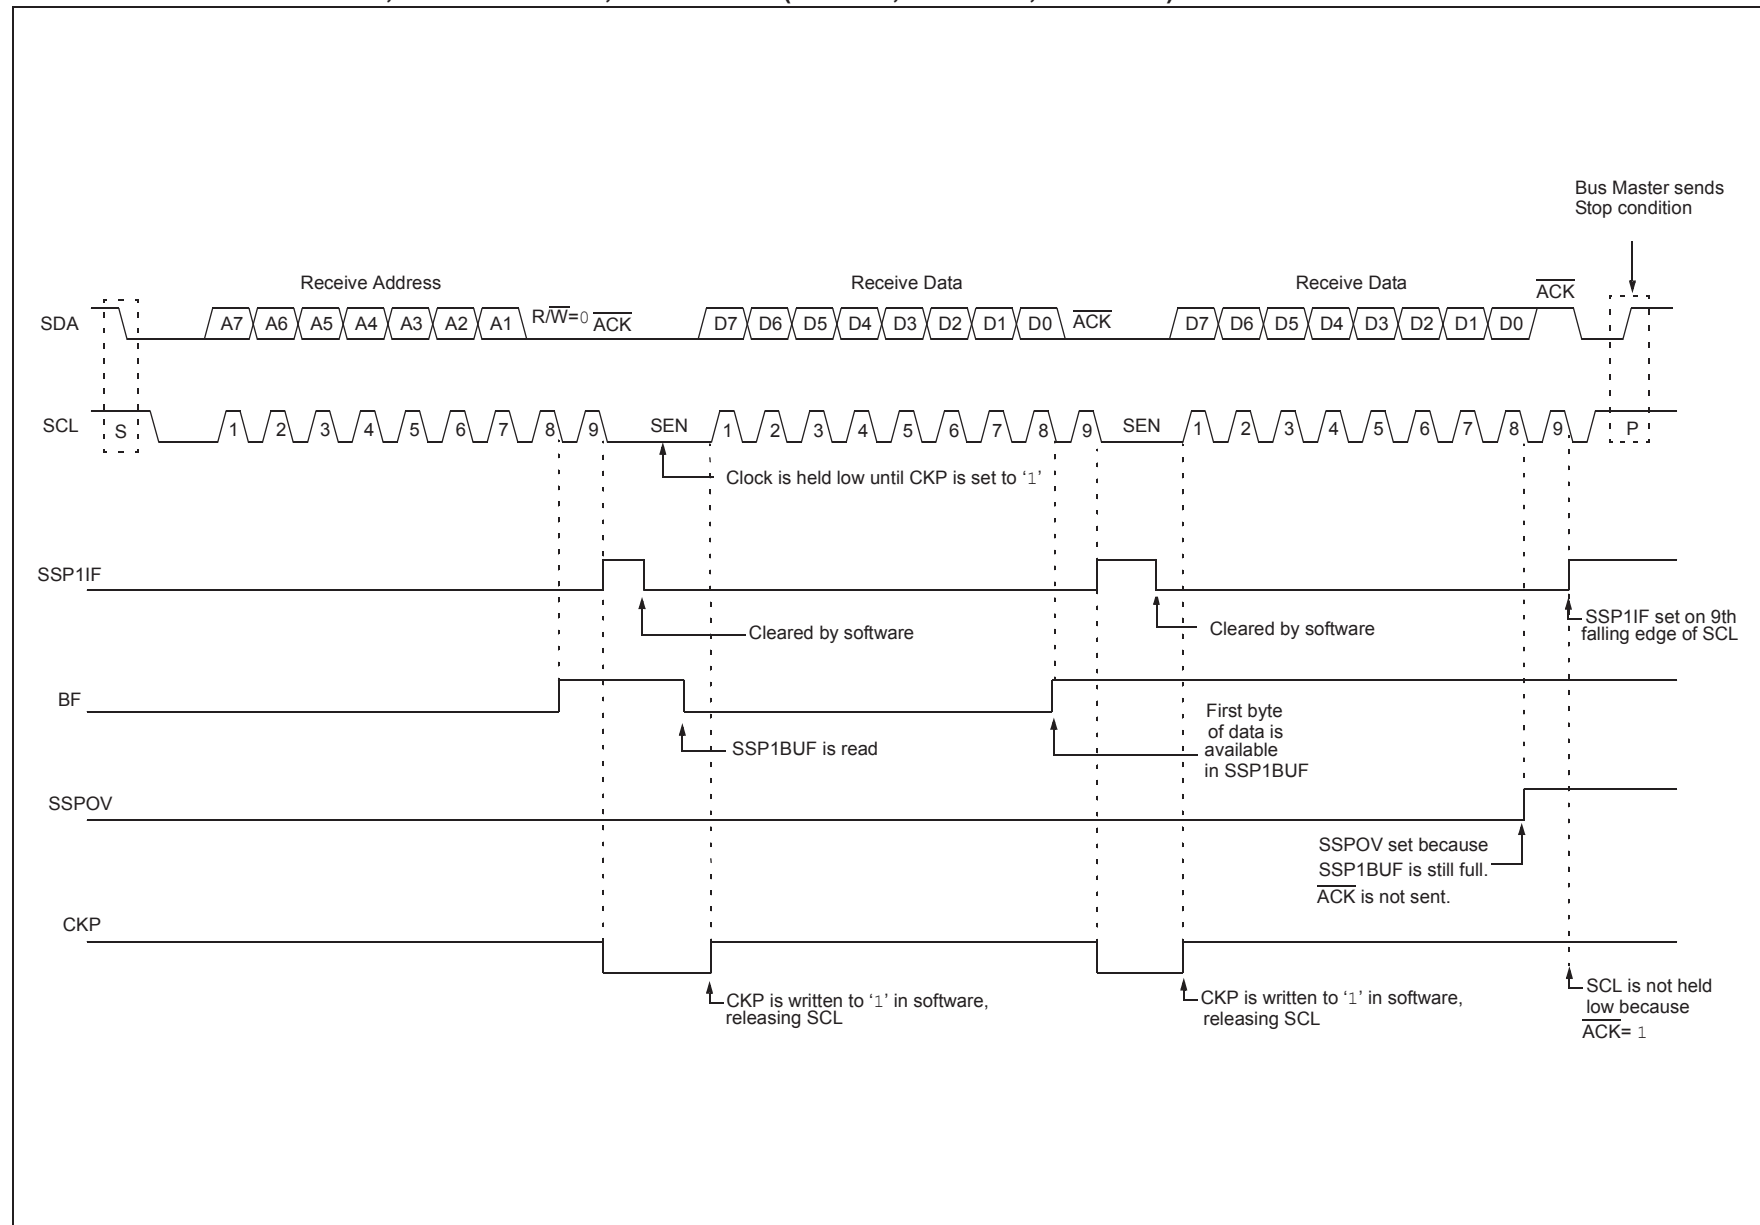 Bus Master sends
Stop condition
Receive Address
Receive Data
Receive Data
ACK
SDA
A7 A6 A5 A4 A3 A2 A1 R/W=0 ACK
D7 D6 D5 D4 D3 D2 D1 D0 ACK
D7 D6 D5 D4 D3 D2 D1 D0
SCL
S
1 2 3 4 5 6 7 8 9 SEN
1 2 3 4 5 6 7 8 9 SEN
1 2 3 4 5 6 7 8 9 P
Clock is held low until CKP is set to ‘1’
SSP1IF
Cleared by software
Cleared by software
SSP1IF set on 9th
falling edge of SCL
BF
SSP1BUF is read
First byte
of data is
available
in SSP1BUF
SSPOV
SSPOV set because
SSP1BUF is still full.
ACK is not sent.
CKP
CKP is written to ‘1’ in software,
releasing SCL
CKP is written to ‘1’ in software,
releasing SCL
SCL is not held
low because
ACK= 1